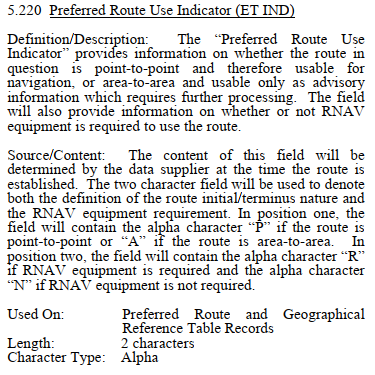 5.220 Preferred Route Use Indicator (ET IND)
Definition/Description: The “Preferred Route Use
Indicator” provides information on whether the route in
question is point-to-point and therefore usable for
navigation, or area-to-area and usable only as advisory
information which requires further processing. The field
will also provide information on whether or not RNAV
equipment is required to use the route.
Source/Content: The content of this field will be
determined by the data supplier at the time the route is
established. The two character field will be used to denote
both the definition of the route initial/terminus nature and
the RNAV equipment requirement. In position one, the
field will contain the alpha character “P” if the route is
point-to-point or “A” if the route is area-to-area. In
position two, the field will contain the alpha character “R”
if RNAV equipment is required and the alpha character
“N” if RNAV equipment is not required.
Used On: Preferred Route and Geographical
Reference Table Records
Length: 2 characters
Character Type: Alpha